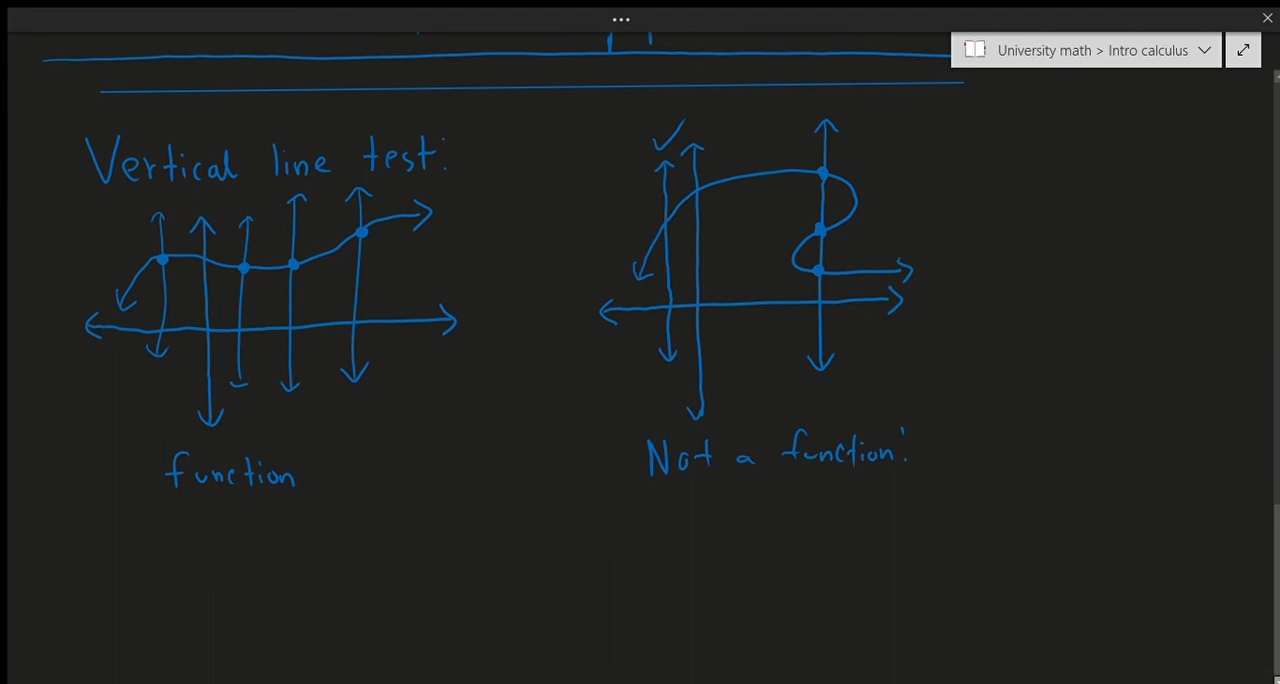 University math > Intro calculus
Vertical line test:
function
Not a function!